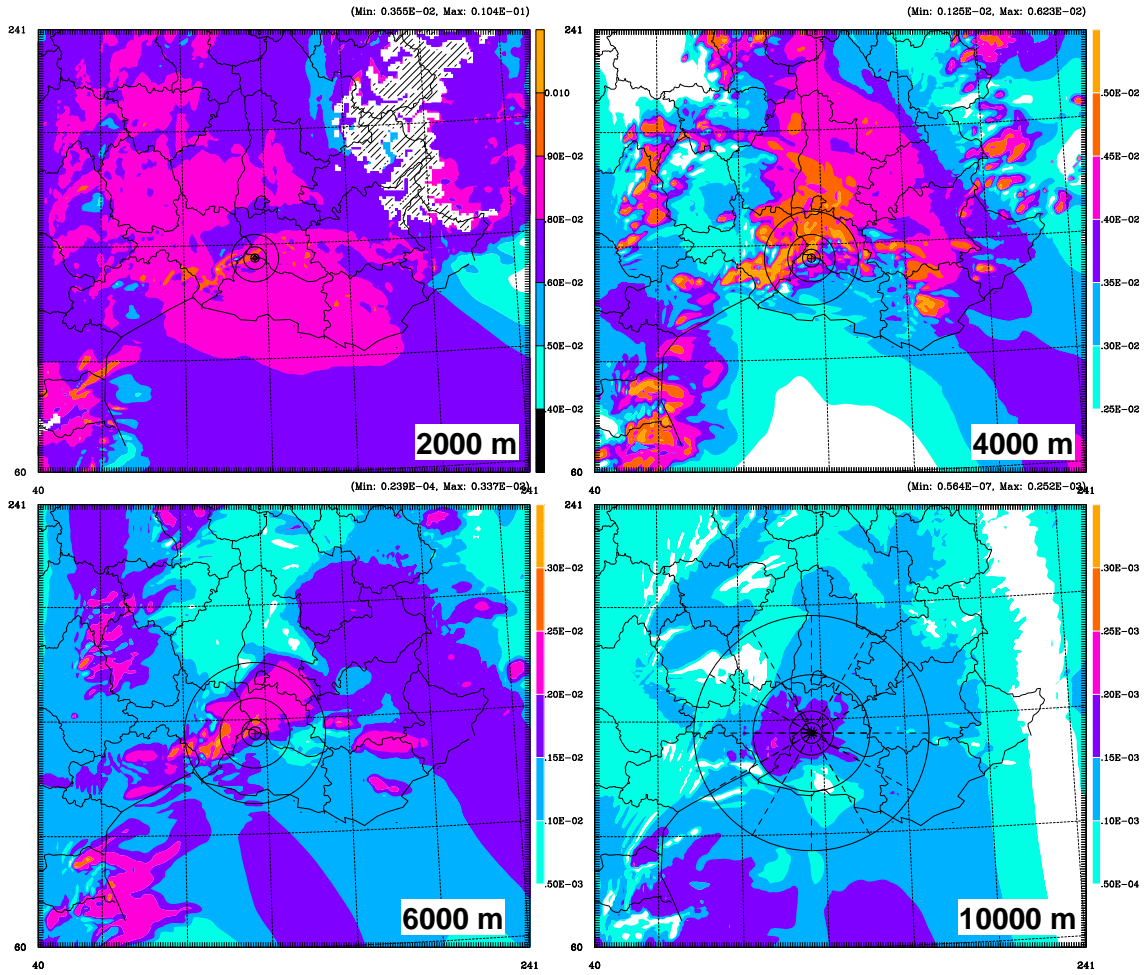 (Min: 0.355E-02, Max: 0.104E-01)
241
0.010
.90E-02
.80E-02
.60E-02
.50E-02
.40E-02
2000 m
60
40
241
(Min: 0.125E-02, Max: 0.623E-02)
241
.50E-02
.45E-02
.40E-02
.35E-02
.30E-02
.25E-02
4000 m
60
40
241
(Min: 0.239E-04, Max: 0.337E-02)
241
.30E-02
.25E-02
.20E-02
.15E-02
.10E-02
.50E-03
6000 m
60
40
241
(Min: 0.564E-07, Max: 0.252E-03)
241
.30E-03
.25E-03
.20E-03
.15E-03
.10E-03
.50E-04
10000 m
60
40
241